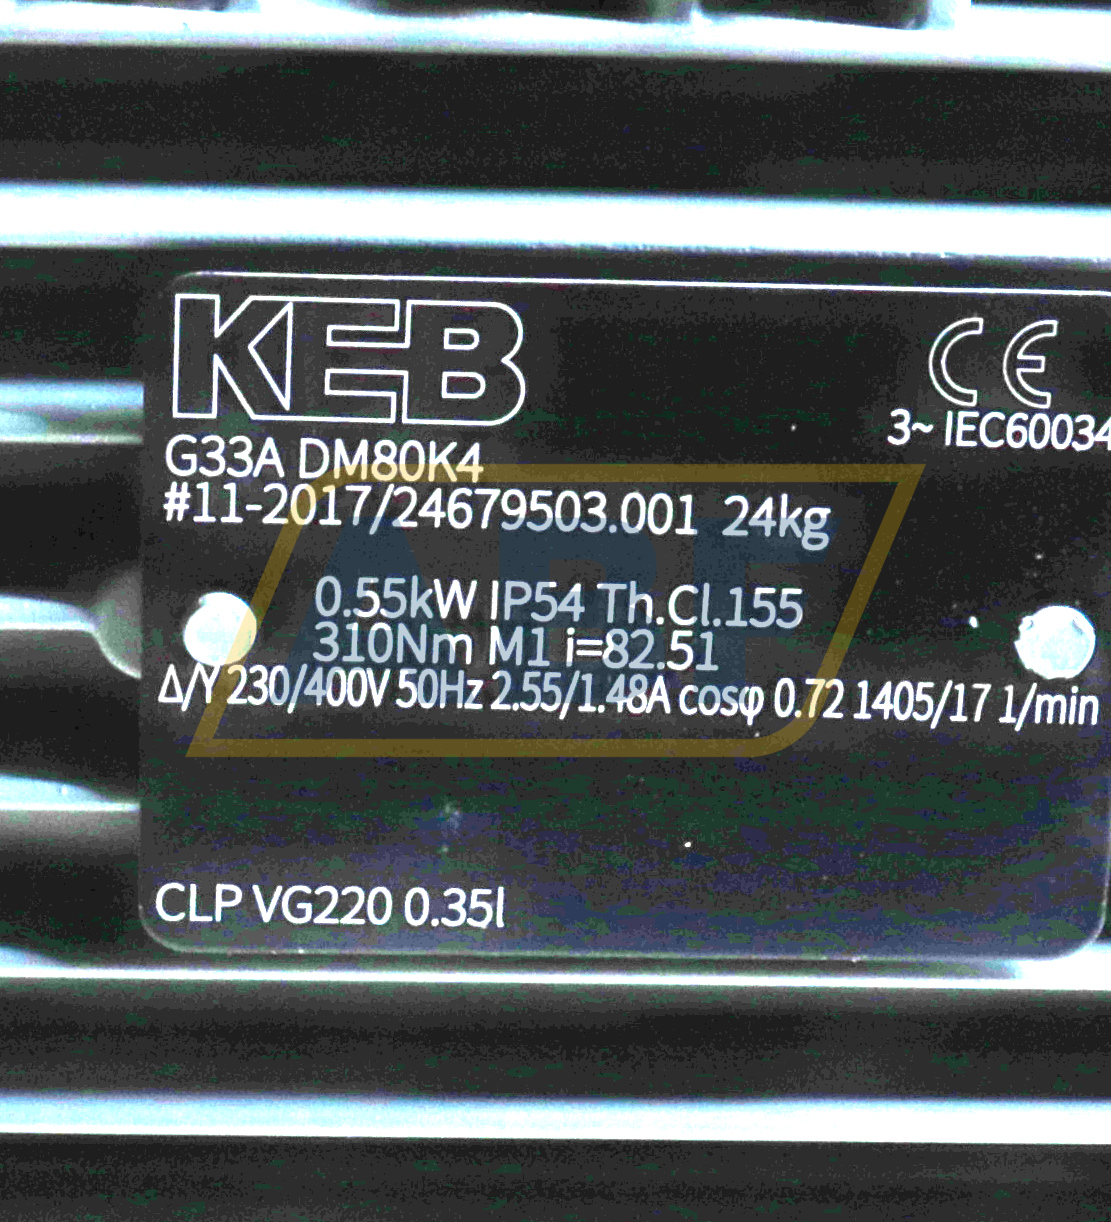 KEB
CE
3~ IEC60034
G33A DM80K4
#11-2017/24679503.001 24kg
0.55kW IP54 Th.Cl.155
310Nm M1 i=82.51
Δ/Y 230/400V 50Hz 2.55/1.48A cosφ 0.72 1405/17 1/min
CLP VG220 0.35l